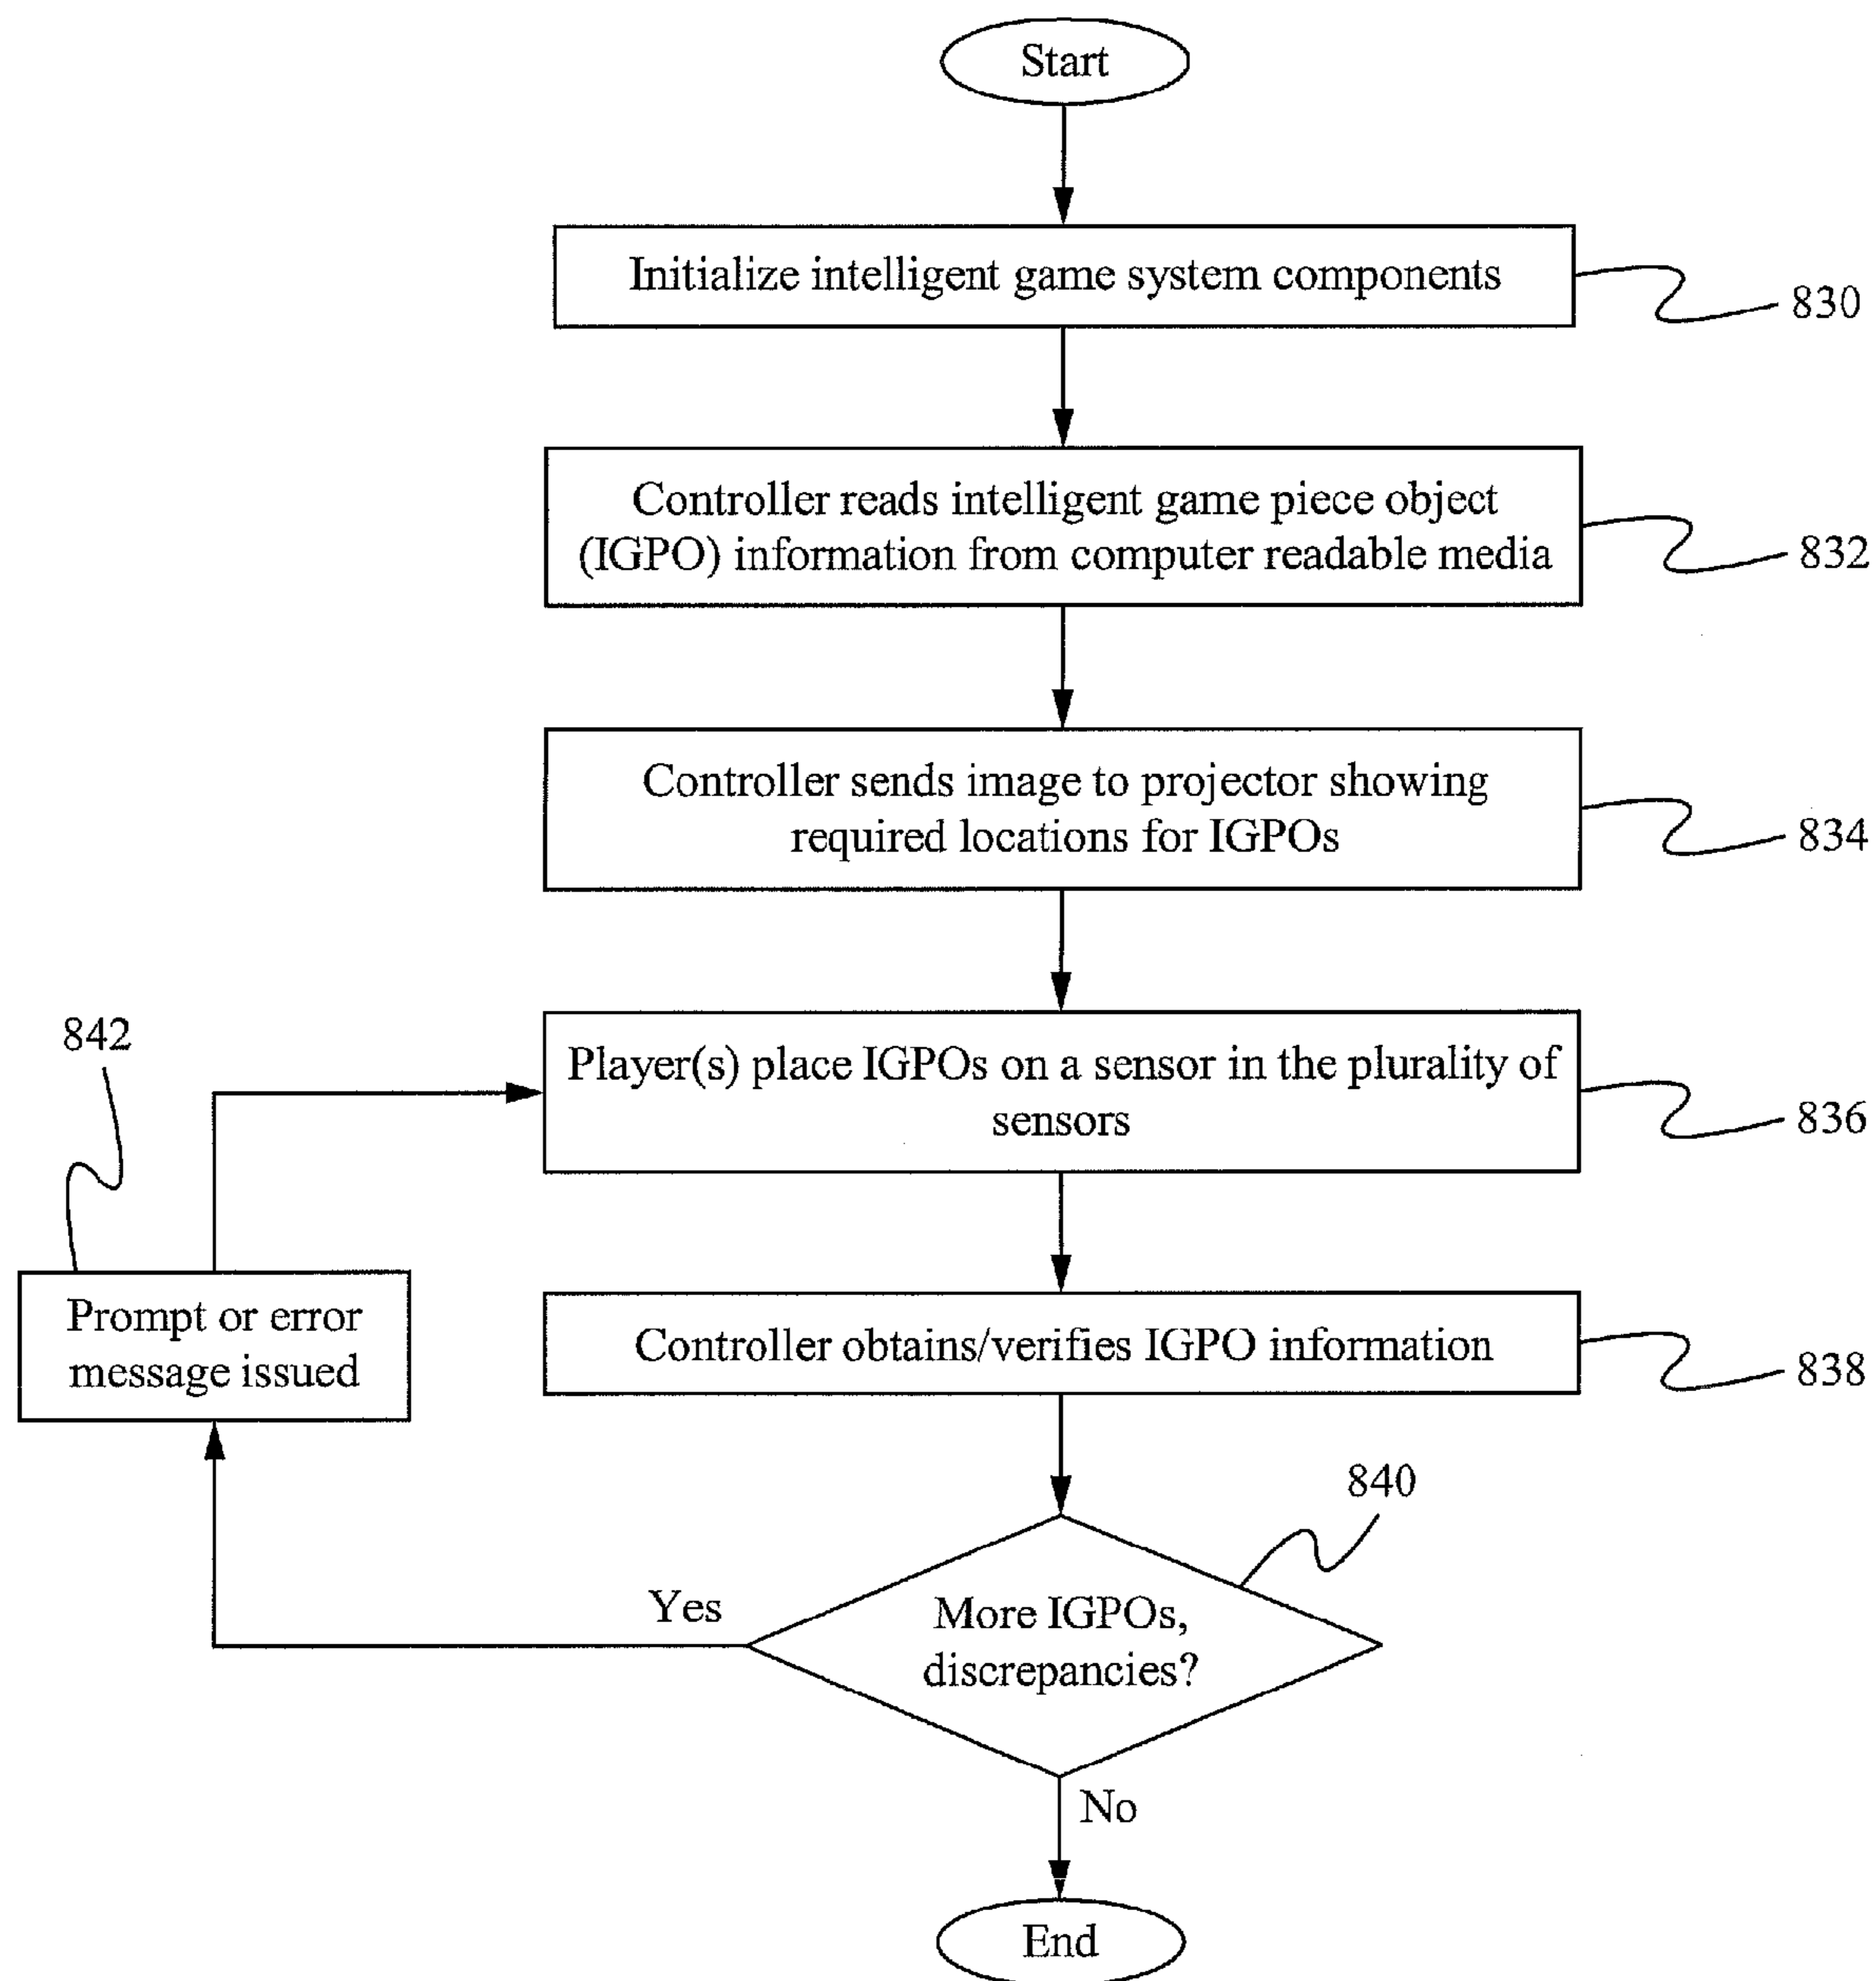 Start
Initialize intelligent game system components
830
Controller reads intelligent game piece object
(IGPO) information from computer readable media
832
Controller sends image to projector showing
required locations for IGPOs
834
Player(s) place IGPOs on a sensor in the plurality of
sensors
836
842
Prompt or error
message issued
Controller obtains/verifies IGPO information
838
840
More IGPOs,
discrepancies?
Yes
No
End